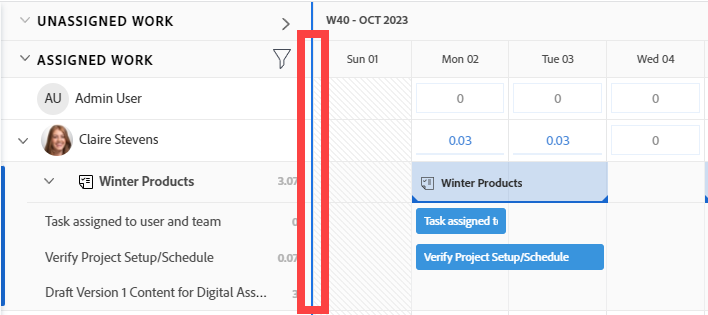 UNASSIGNED WORK
W40 - OCT 2023
ASSIGNED WORK
Sun 01 Mon 02 Tue 03 Wed 04
AU Admin User 0 0 0
Claire Stevens 0.03 0.03 0
Winter Products 3.07 Winter Products
Task assigned to user and team 0 Task assigned t
Verify Project Setup/Schedule 0.07 Verify Project Setup/Schedule
Draft Version 1 Content for Digital Ass... 3